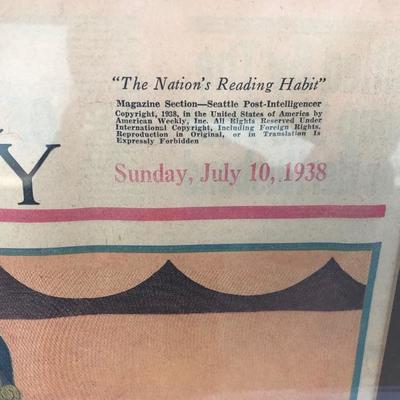 "The Nation's Reading Habit"
Magazine Section—Seattle Post-Intelligencer
Copyright, 1938, in the United States of America by
American Weekly, Inc. All Rights Reserved Under
International Copyright, Including Foreign Rights.
Reproduction in Original, or in Translation Is
Expressly Forbidden
Y
Sunday, July 10, 1938